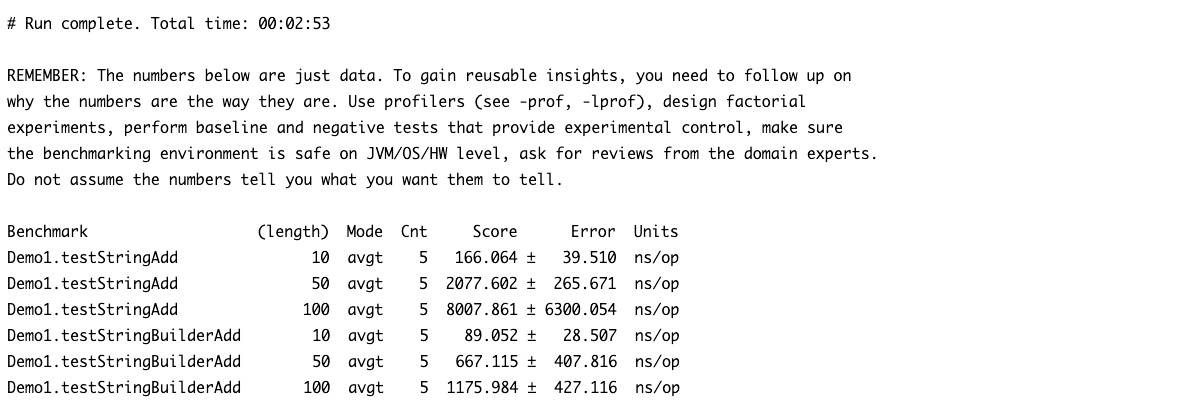 # Run complete. Total time: 00:02:53
REMEMBER: The numbers below are just data. To gain reusable insights, you need to follow up on
why the numbers are the way they are. Use profilers (see -prof, -lprof), design factorial
experiments, perform baseline and negative tests that provide experimental control, make sure
the benchmarking environment is safe on JVM/OS/HW level, ask for reviews from the domain experts.
Do not assume the numbers tell you what you want them to tell.
Benchmark (length) Mode Cnt Score Error Units
Demo1.testStringAdd 10 avgt 5 166.064 ± 39.510 ns/op
Demo1.testStringAdd 50 avgt 5 2077.602 ± 265.671 ns/op
Demo1.testStringAdd 100 avgt 5 8007.861 ± 6300.054 ns/op
Demo1.testStringBuilderAdd 10 avgt 5 89.052 ± 28.507 ns/op
Demo1.testStringBuilderAdd 50 avgt 5 667.115 ± 407.816 ns/op
Demo1.testStringBuilderAdd 100 avgt 5 1175.984 ± 427.116 ns/op